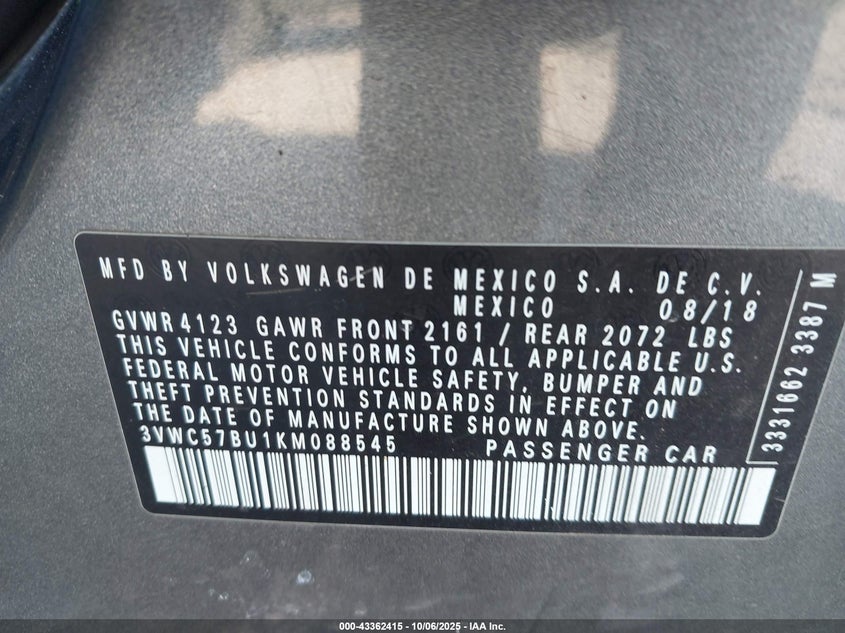 MFD BY VOLKSWAGEN DE MEXICO S.A. DE C.V.
MEXICO 08/18
GVWR 4123 GAWR FRONT 2161 / REAR 2072 LBS
THIS VEHICLE CONFORMS TO ALL APPLICABLE U.S.
FEDERAL MOTOR VEHICLE SAFETY, BUMPER AND
THEFT PREVENTION STANDARDS IN EFFECT ON
THE DATE OF MANUFACTURE SHOWN ABOVE.
3VWC57BU1KM088545 PASSENGER CAR
3331662 3387 M
000-43362415 - 10/06/2025 - IAA Inc.